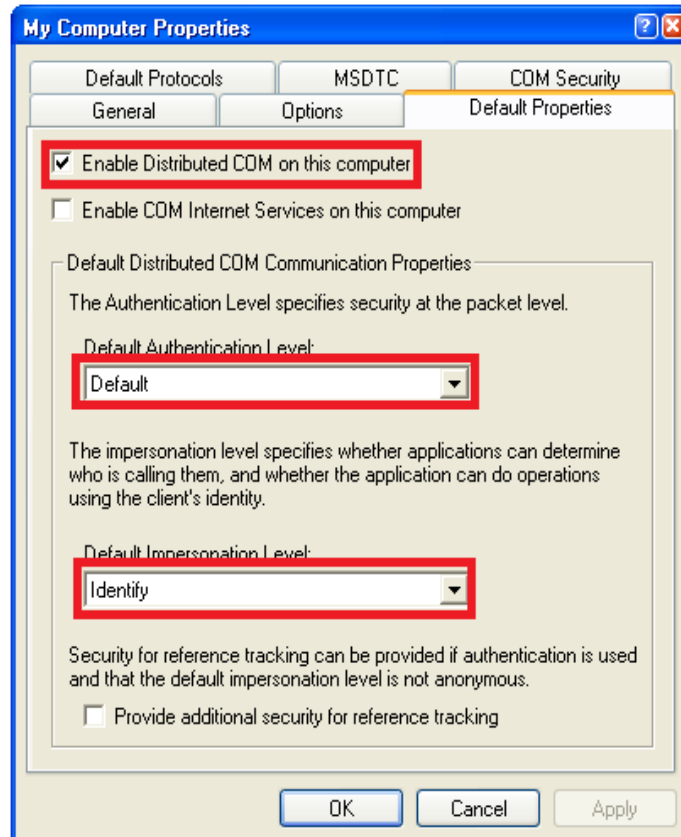 My Computer Properties
Default Protocols MSDTC COM Security
General Options Default Properties
Enable Distributed COM on this computer
Enable COM Internet Services on this computer
Default Distributed COM Communication Properties
The Authentication Level specifies security at the packet level.
Default Authentication Level:
Default
The impersonation level specifies whether applications can determine
who is calling them, and whether the application can do operations
using the client's identity.
Default Impersonation Level:
Identify
Security for reference tracking can be provided if authentication is used
and that the default impersonation level is not anonymous.
Provide additional security for reference tracking
OK Cancel Apply